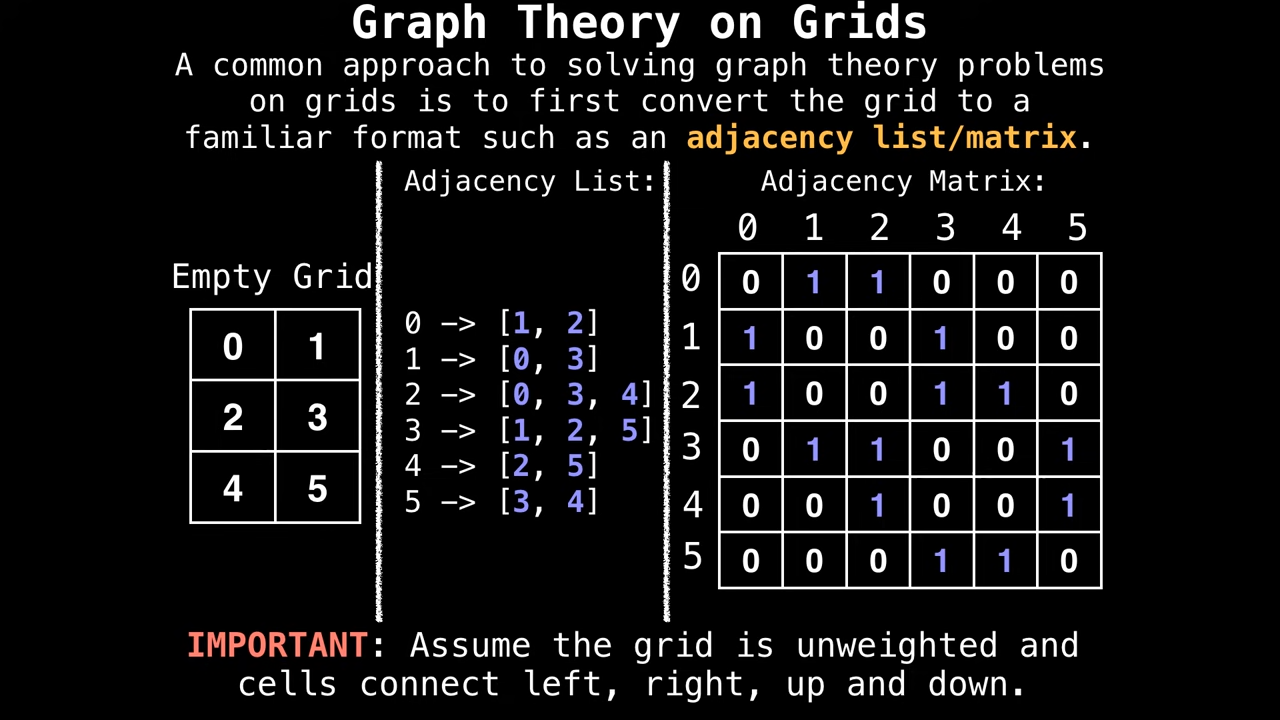 Graph Theory on Grids
A common approach to solving graph theory problems
on grids is to first convert the grid to a
familiar format such as an adjacency list/matrix.
Empty Grid
0 1
2 3
4 5
Adjacency List:
0 -> [1, 2]
1 -> [0, 3]
2 -> [0, 3, 4]
3 -> [1, 2, 5]
4 -> [2, 5]
5 -> [3, 4]
Adjacency Matrix:
0 1 2 3 4 5
0 0 1 1 0 0 0
1 1 0 0 1 0 0
2 1 0 0 1 1 0
3 0 1 1 0 0 1
4 0 0 1 0 0 1
5 0 0 0 1 1 0
IMPORTANT: Assume the grid is unweighted and
cells connect left, right, up and down.